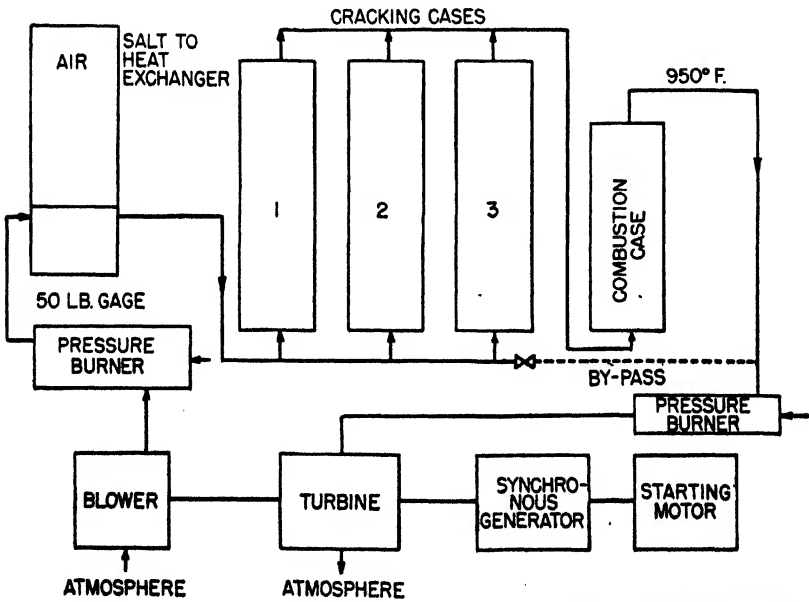 CRACKING CASES
AIR
SALT TO
HEAT
EXCHANGER
950° F.
1
2
3
COMBUSTION
CASE
50 LB. GAGE
PRESSURE
BURNER
BY-PASS
PRESSURE
BURNER
BLOWER
TURBINE
SYNCHRO-
NOUS
GENERATOR
STARTING
MOTOR
ATMOSPHERE
ATMOSPHERE